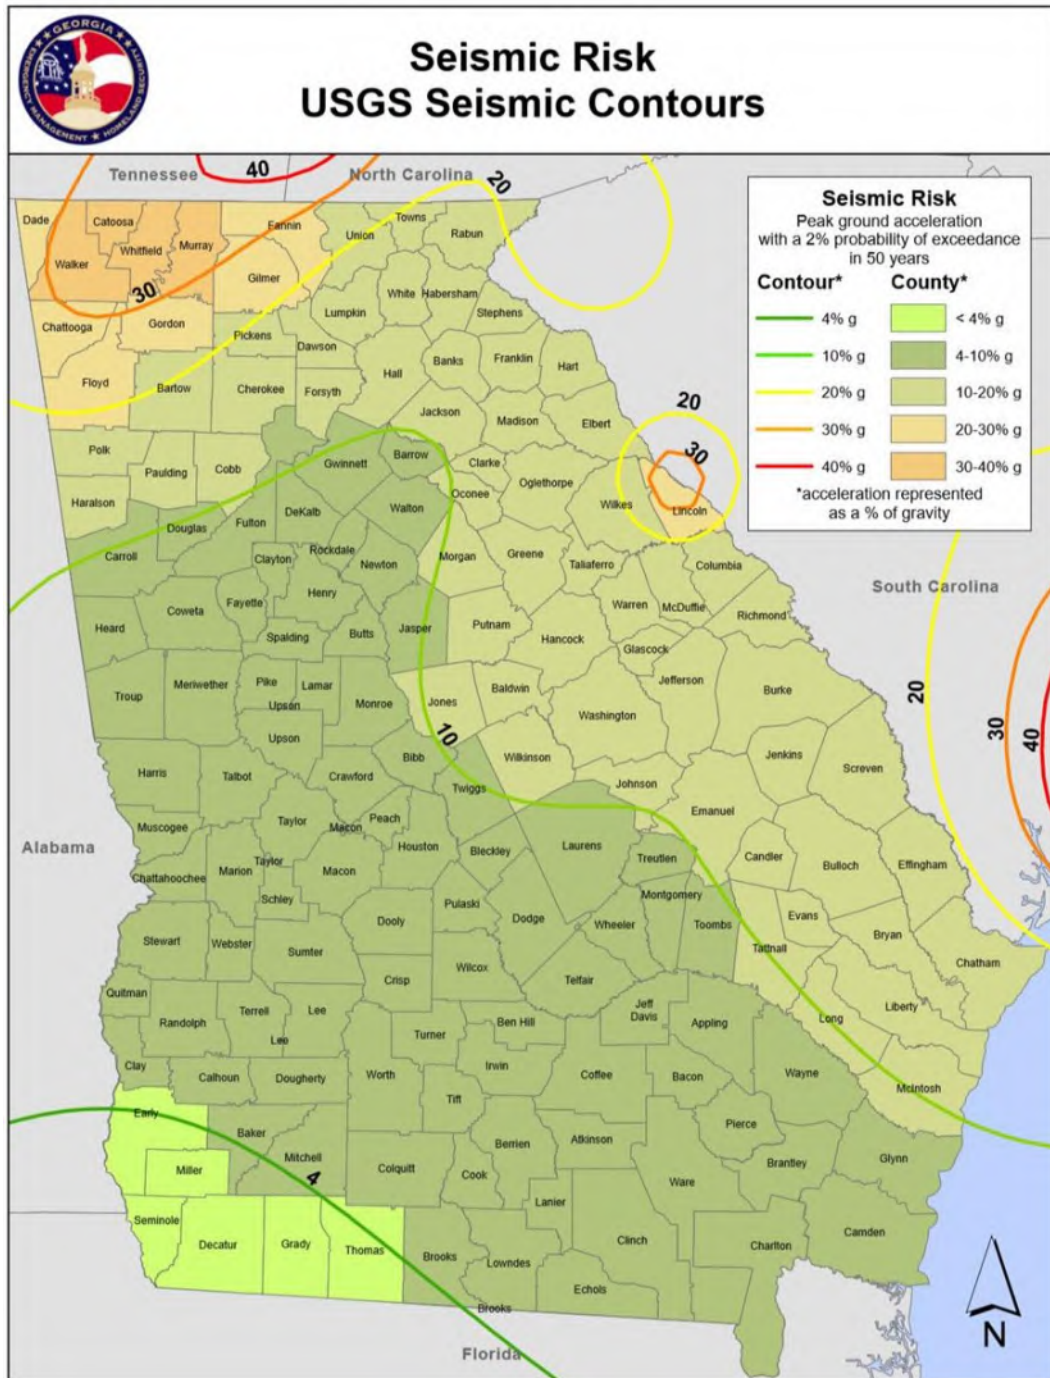 GEORGIA
EMERGENCY MANAGEMENT ★ HOMELAND SECURITY
Seismic Risk
USGS Seismic Contours
Tennessee
40
North Carolina
20
Seismic Risk
Peak ground acceleration
with a 2% probability of exceedance
in 50 years
Contour*
County*
4% g
< 4% g
10% g
4-10% g
20% g
10-20% g
30% g
20-30% g
40% g
30-40% g
*acceleration represented
as a % of gravity
Dade
Catoosa
Fannin
Towns
Union
Rabun
Walker
Whitfield
Murray
Gilmer
30
White
Habersham
Stephens
Lumpkin
Chattooga
Gordon
Pickens
Dawson
Floyd
Bartow
Cherokee
Forsyth
Hall
Banks
Franklin
Hart
Jackson
Madison
Elbert
20
30
Polk
Paulding
Cobb
Gwinnett
Barrow
Clarke
Oconee
Oglethorpe
Wilkes
Lincoln
Haralson
Douglas
Fulton
DeKalb
Walton
Carroll
Clayton
Rockdale
Newton
Morgan
Greene
Taliaferro
Columbia
South Carolina
Heard
Coweta
Fayette
Henry
Spalding
Butts
Jasper
Putnam
Hancock
Warren
McDuffie
Richmond
Glascock
Jefferson
Burke
Troup
Meriwether
Pike
Upson
Lamar
Monroe
Jones
Baldwin
Washington
20
30
40
Upson
10
Bibb
Wilkinson
Jenkins
Screven
Harris
Talbot
Crawford
Twiggs
Johnson
Emanuel
Alabama
Muscogee
Taylor
Macon
Peach
Houston
Bleckley
Laurens
Treutlen
Candler
Bulloch
Effingham
Chattahoochee
Marion
Taylor
Macon
Schley
Pulaski
Dodge
Montgomery
Wheeler
Toombs
Evans
Bryan
Stewart
Webster
Sumter
Dooly
Tattnall
Chatham
Quitman
Crisp
Wilcox
Telfair
Randolph
Terrell
Lee
Lee
Turner
Ben Hill
Jeff
Davis
Appling
Long
Liberty
Clay
Calhoun
Dougherty
Worth
Irwin
Coffee
Bacon
Wayne
McIntosh
Early
Tift
Baker
Mitchell
Berrien
Atkinson
Pierce
Miller
4
Colquitt
Cook
Ware
Brantley
Glynn
Seminole
Decatur
Grady
Thomas
Brooks
Lanier
Lowndes
Clinch
Charlton
Camden
Echols
Brooks
Florida
N